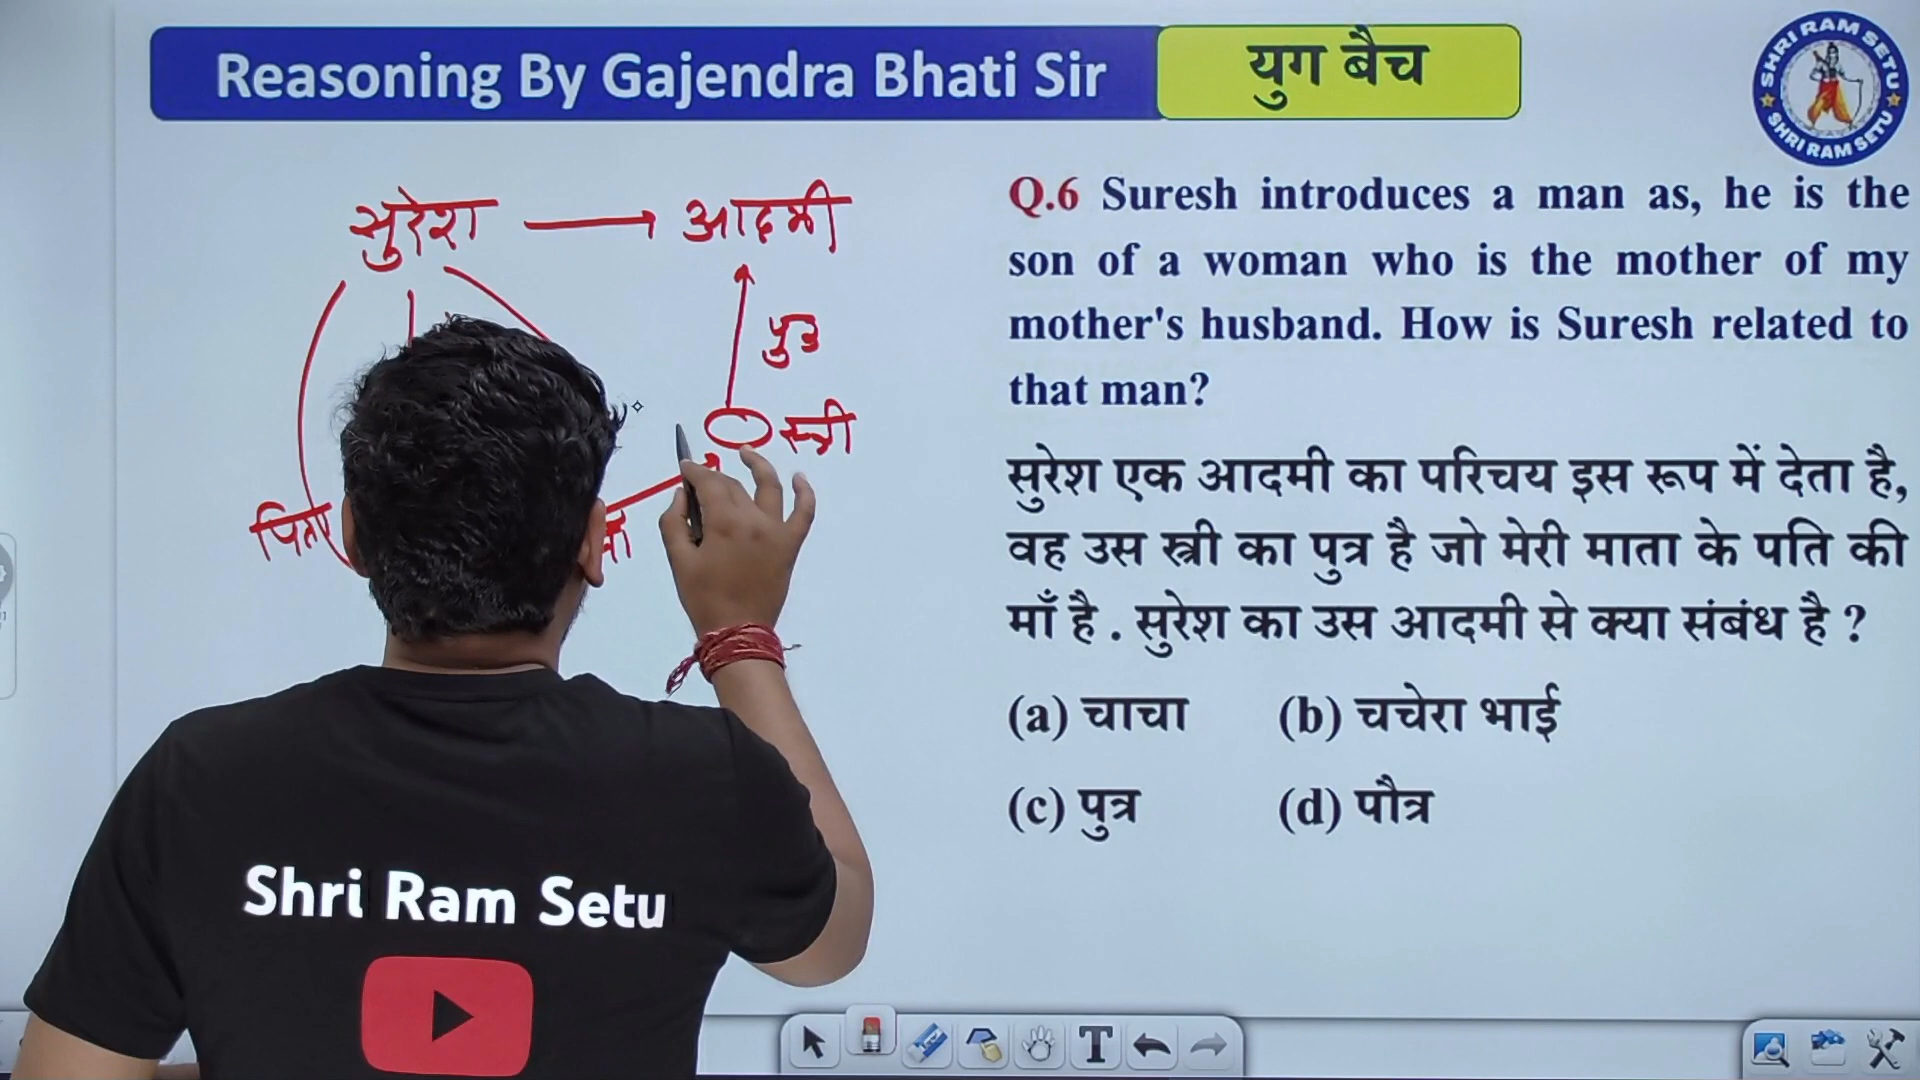 Reasoning By Gajendra Bhati Sir
युग बैच
SHRI RAM SETU
SHRI RAM SETU
सुरेश
आदमी
पुत्र
स्त्री
पिता
Q.6 Suresh introduces a man as, he is the
son of a woman who is the mother of my
mother's husband. How is Suresh related to
that man?
सुरेश एक आदमी का परिचय इस रूप में देता है,
वह उस स्त्री का पुत्र है जो मेरी माता के पति की
माँ है . सुरेश का उस आदमी से क्या संबंध है ?
(a) चाचा (b) चचेरा भाई
(c) पुत्र (d) पौत्र
Shri Ram Setu
T